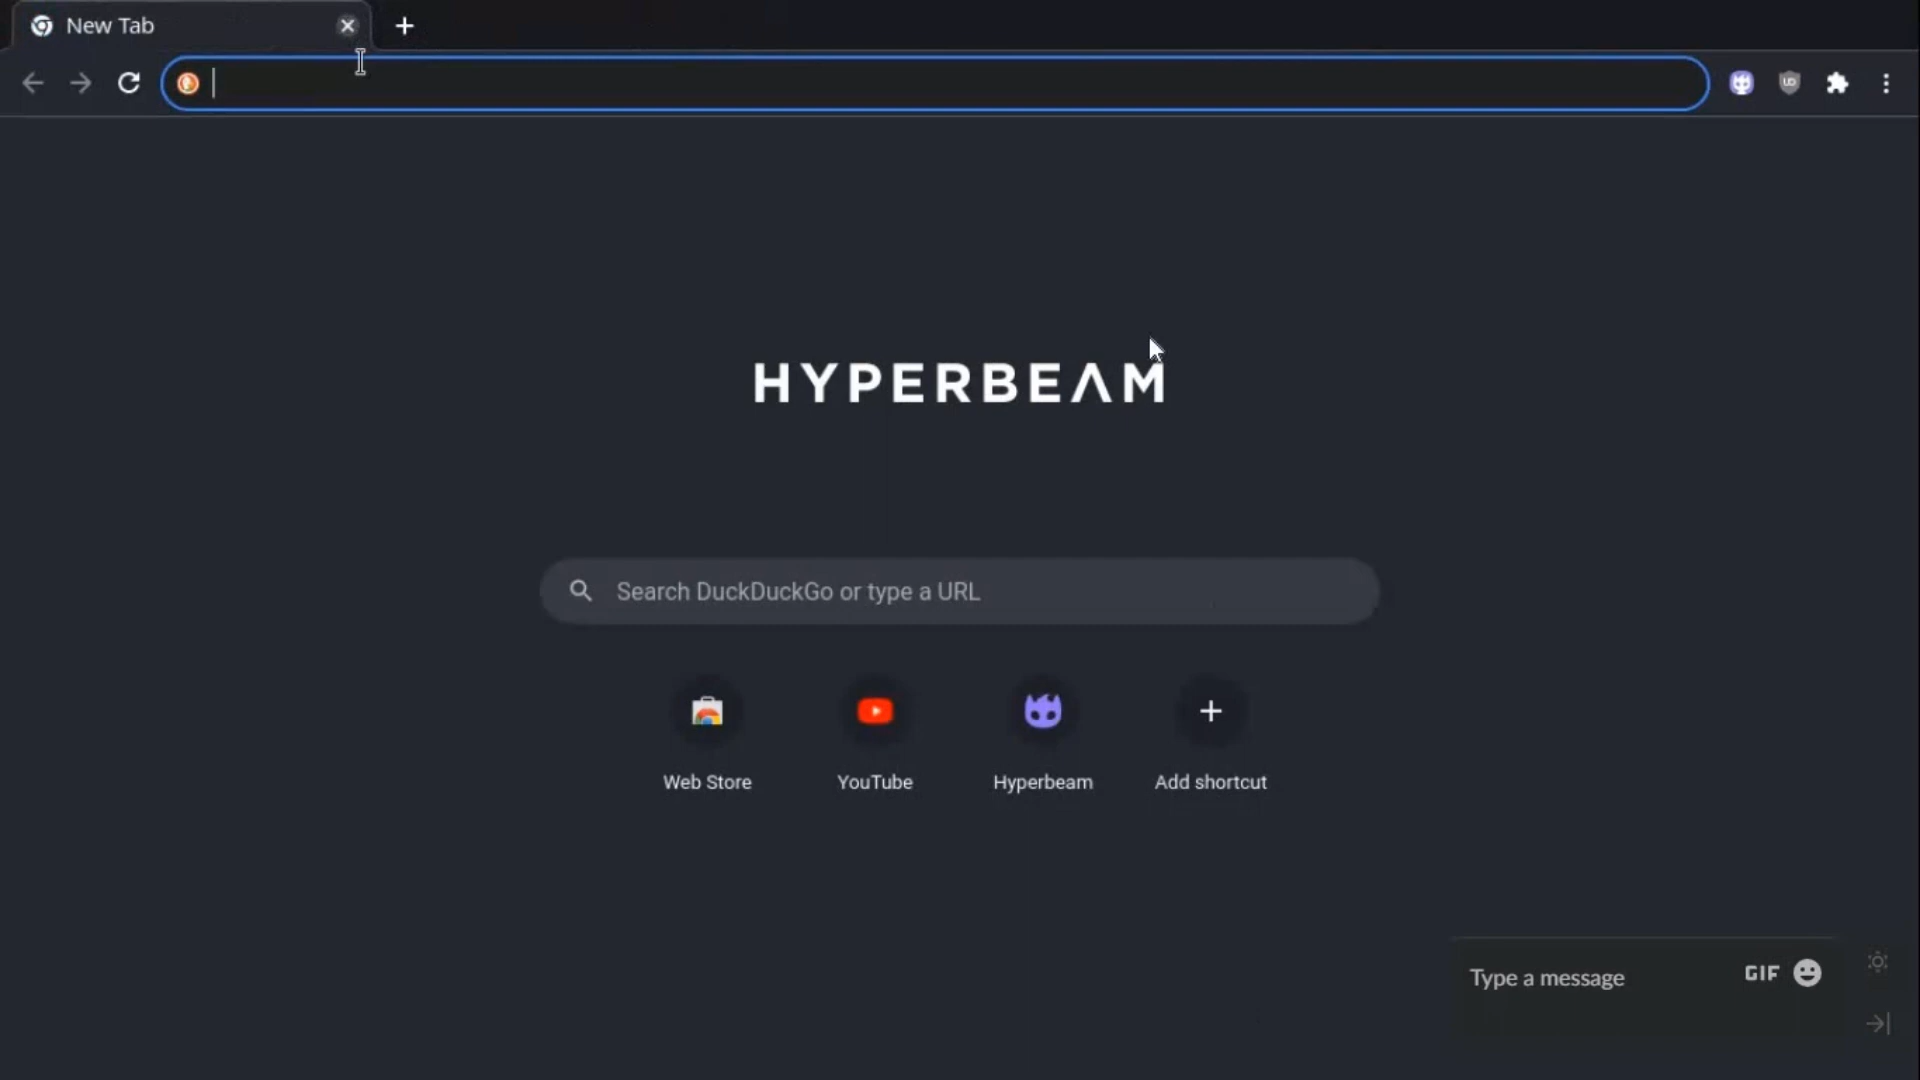 New Tab
HYPERBEAM
Search DuckDuckGo or type a URL
Web Store
YouTube
Hyperbeam
Add shortcut
Type a message
GIF